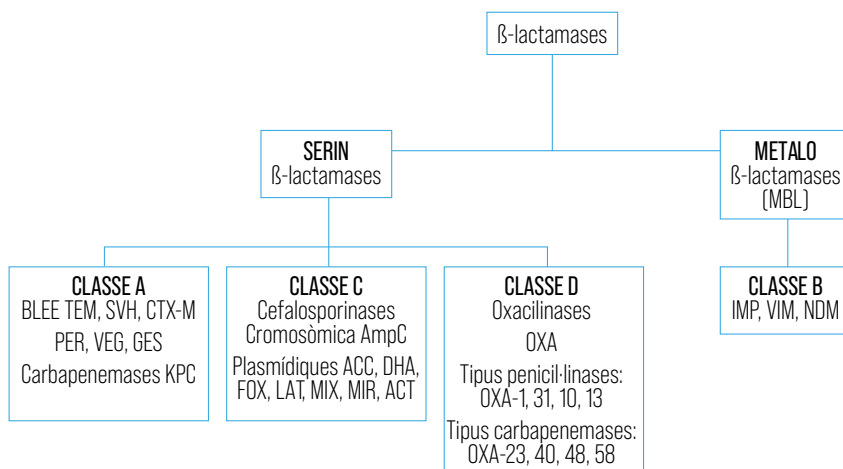 ß-lactamases
SERIN
ß-lactamases
METALO
ß-lactamases
(MBL)
CLASSE A
BLEE TEM, SVH, CTX-M
PER, VEG, GES
Carbapenemases KPC
CLASSE C
Cefalosporinases
Cromosòmica AmpC
Plasmídiques ACC, DHA,
FOX, LAT, MIX, MIR, ACT
CLASSE D
Oxacilinases
OXA
Tipus penicil·linases:
OXA-1, 31, 10, 13
Tipus carbapenemases:
OXA-23, 40, 48, 58
CLASSE B
IMP, VIM, NDM